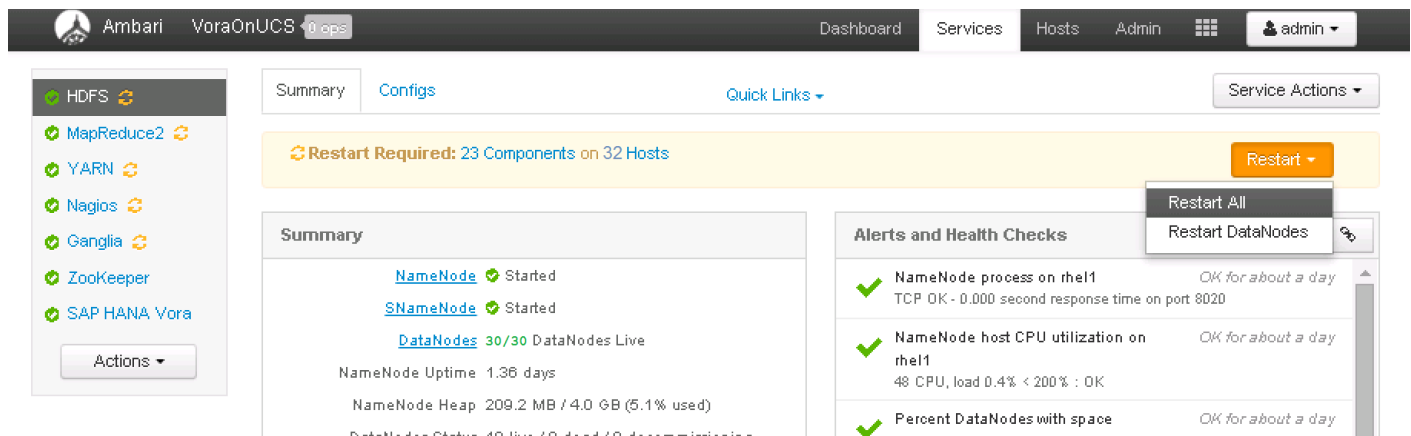 Ambari VoraOnUCS 0 ops Dashboard Services Hosts Admin admin
HDFS
MapReduce2
YARN
Nagios
Ganglia
ZooKeeper
SAP HANA Vora
Actions
Summary Configs Quick Links Service Actions
Restart Required: 23 Components on 32 Hosts Restart
Restart All
Restart DataNodes
Summary
NameNode Started
SNameNode Started
DataNodes 30/30 DataNodes Live
NameNode Uptime 1.36 days
NameNode Heap 209.2 MB / 4.0 GB (5.1% used)
Alerts and Health Checks
NameNode process on rhel1 OK for about a day
TCP OK - 0.000 second response time on port 8020
NameNode host CPU utilization on OK for about a day
rhel1
48 CPU, load 0.4% < 200% : OK
Percent DataNodes with space OK for about a day